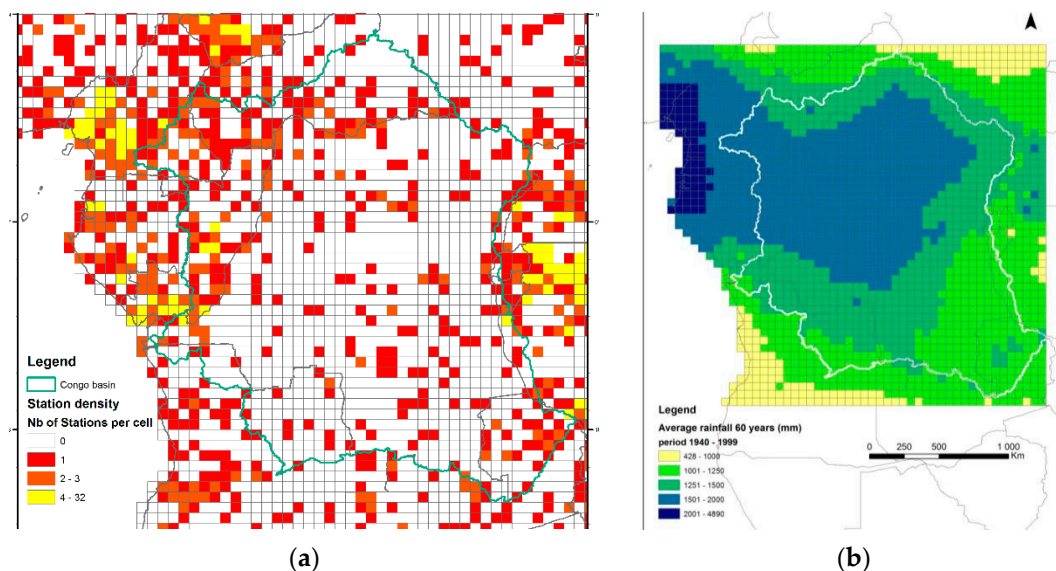 Legend
Congo basin
Station density
Nb of Stations per cell
0
1
2 - 3
4 - 32
(a)
Legend
Average rainfall 60 years (mm)
period 1940 - 1999
428 - 1000
1001 - 1250
1251 - 1500
1501 - 2000
2001 - 4890
0 250 500 1 000
Km
(b)